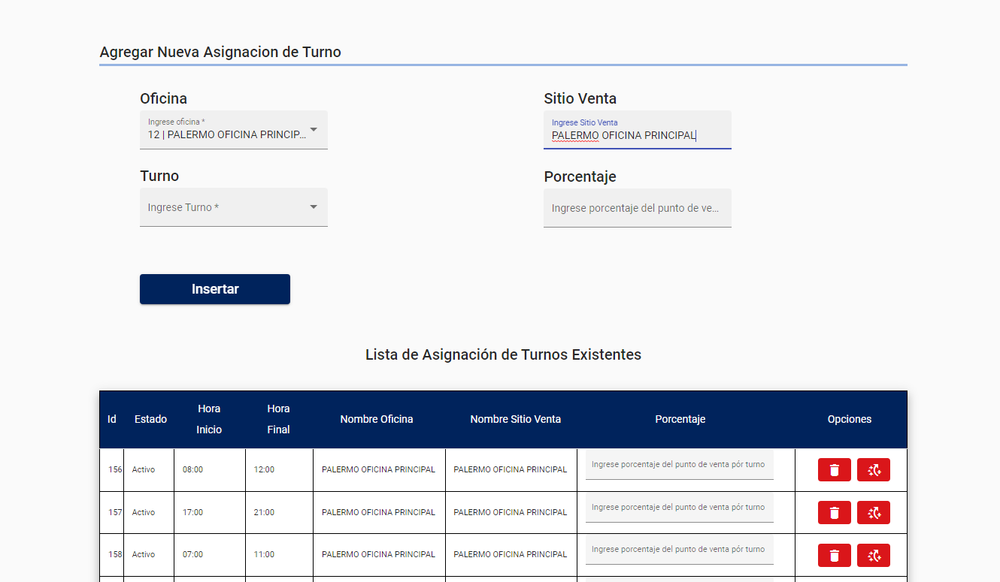 Agregar Nueva Asignacion de Turno
Oficina
Sitio Venta
Ingrese oficina *
12 | PALERMO OFICINA PRINCIP...
Ingrese Sitio Venta
PALERMO OFICINA PRINCIPAL
Turno
Porcentaje
Ingrese Turno *
Ingrese porcentaje del punto de ve...
Insertar
Lista de Asignación de Turnos Existentes
Id Estado Hora Inicio Hora Final Nombre Oficina Nombre Sitio Venta Porcentaje Opciones
156 Activo 08:00 12:00 PALERMO OFICINA PRINCIPAL PALERMO OFICINA PRINCIPAL Ingrese porcentaje del punto de venta pór turno
157 Activo 17:00 21:00 PALERMO OFICINA PRINCIPAL PALERMO OFICINA PRINCIPAL Ingrese porcentaje del punto de venta pór turno
158 Activo 07:00 11:00 PALERMO OFICINA PRINCIPAL PALERMO OFICINA PRINCIPAL Ingrese porcentaje del punto de venta pór turno